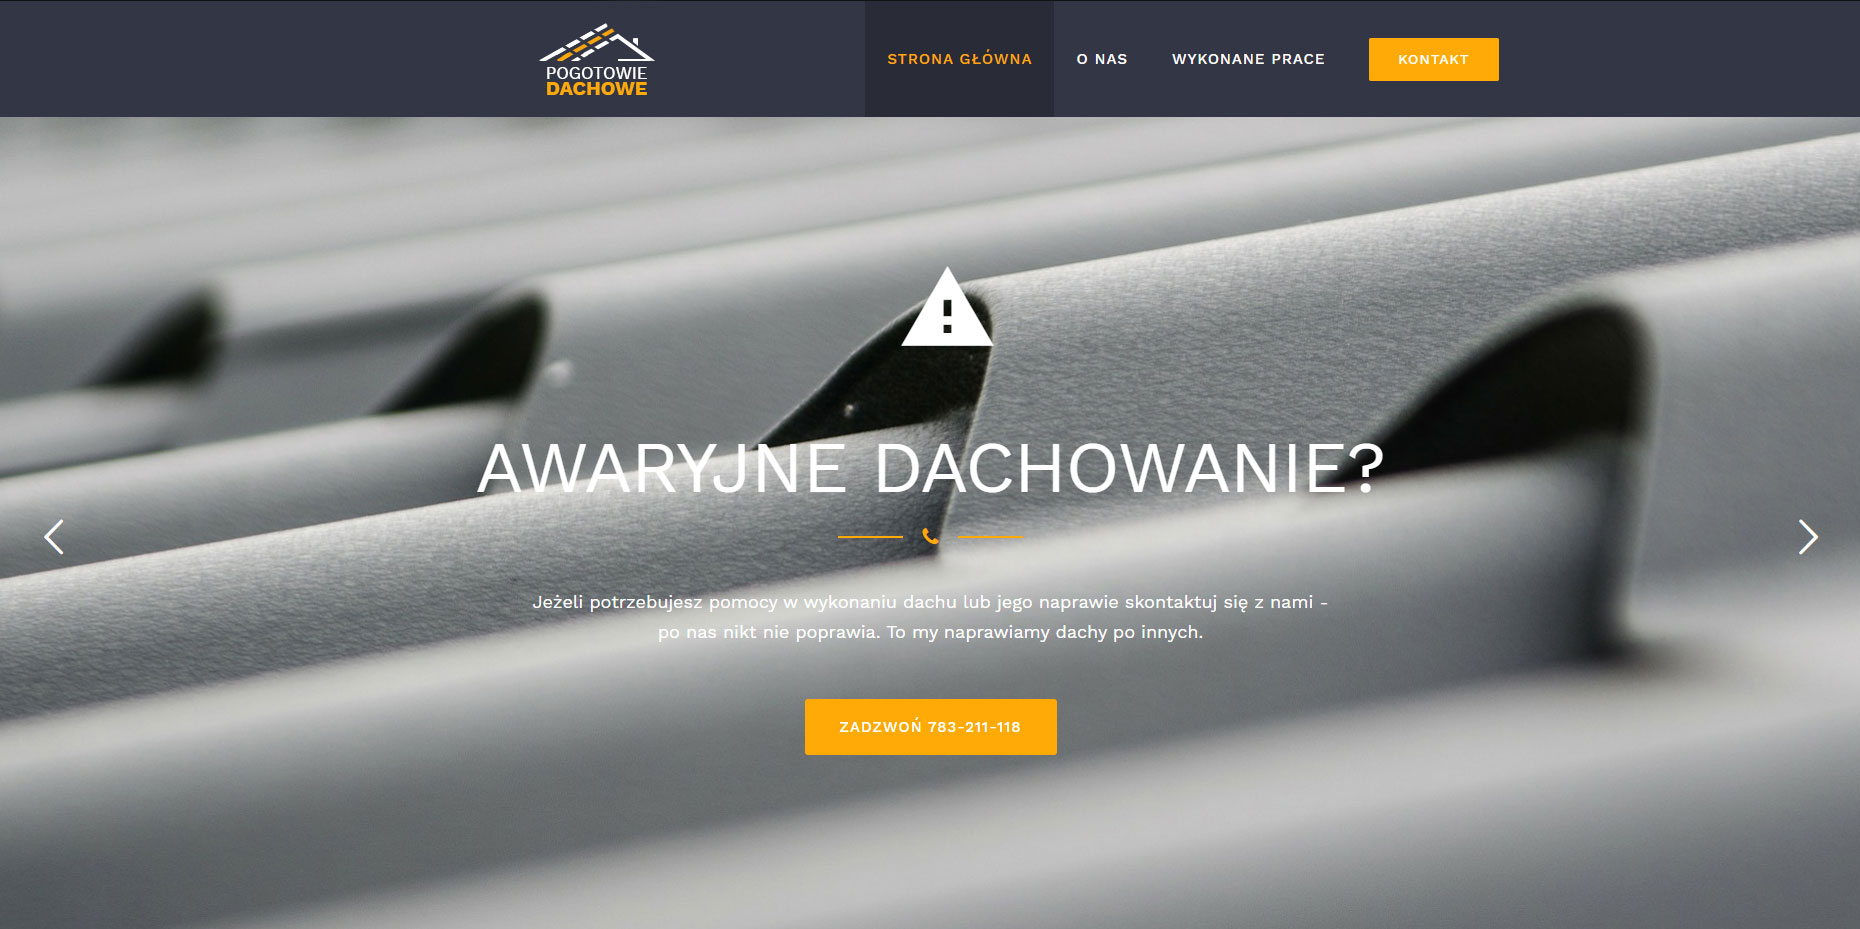 POGOTOWIE
DACHOWE
STRONA GŁÓWNA
O NAS
WYKONANE PRACE
KONTAKT
AWARYJNE DACHOWANIE?
Jeżeli potrzebujesz pomocy w wykonaniu dachu lub jego naprawie skontaktuj się z nami -
po nas nikt nie poprawia. To my naprawiamy dachy po innych.
ZADZWOŃ 783-211-118